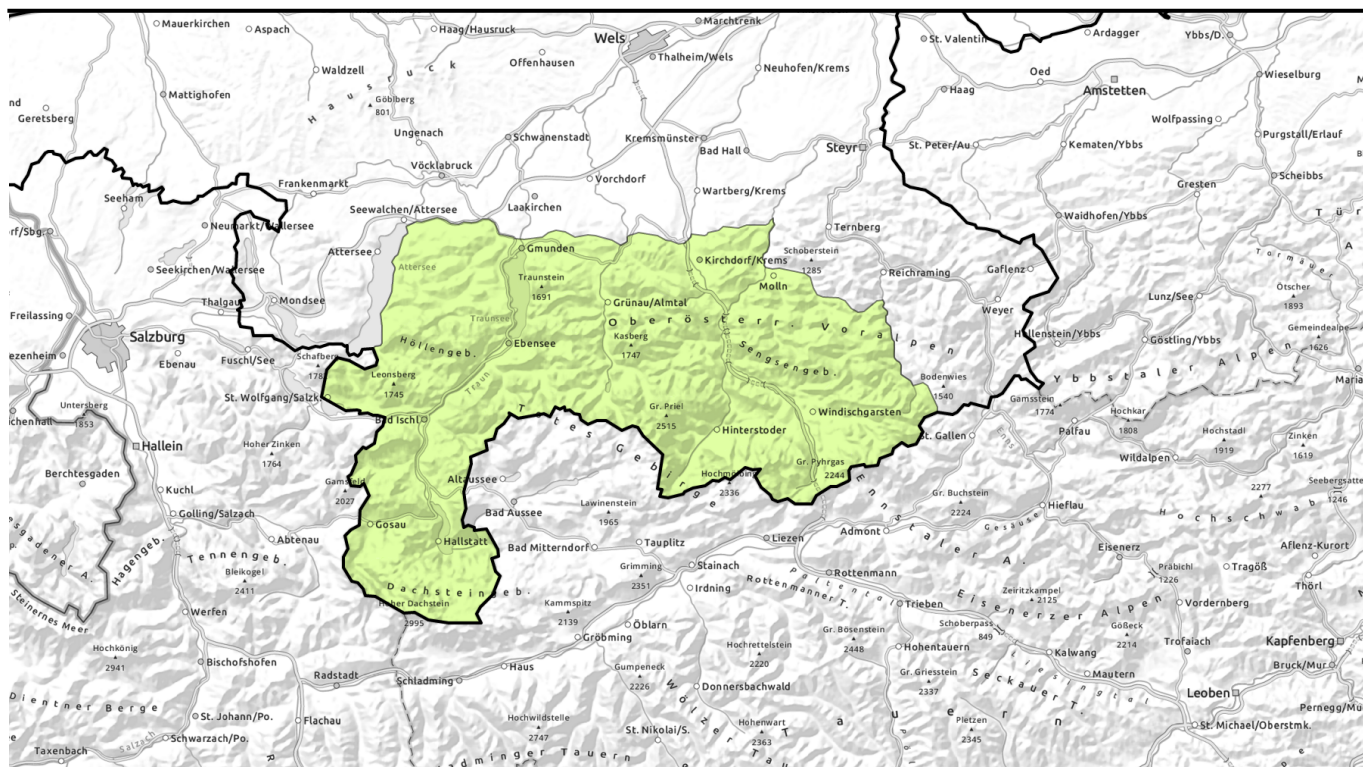 Mauerkirchen
Aspach
Haag/Hausruck
Marchtrenk
Ardagger
Ybbs/D.
Wels
St. Valentin
Thalheim/Wels
Offenhausen
Waldzell
Neuhofen/Krems
Oed
Wieselburg
Mattighofen
Hausruck
Göblberg
801
Haag
Amstetten
Geretsberg
Wolfpassing
Ungenach
Schwanenstadt
Kremsmünster
Purgstall/Erlauf
Bad Hall
Steyr
St. Peter/Au
Kematen/Ybbs
Vöcklabruck
Scheibbs
Frankenmarkt
Vorchdorf
Wartberg/Krems
Gresten
Seeham
Laakirchen
Seewalchen/Attersee
Waidhofen/Ybbs
Neumarkt/Wallersee
Ternberg
Attersee
Gmunden
Schoberstein
1285
Kirchdorf/Krems
Seekirchen/Wallersee
Attersee
Traunstein
1691
Molln
Reichraming
Gaflenz
Tormäuer
Ötscher
1893
Thalgau
Mondsee
Grünau/Almtal
Weyer
Lunz/See
Freilassing
Traunsee
Oberösterr. Voralpen
Salzburg
Kasberg
1747
Hollenstein/Ybbs
Göstling/Ybbs
Gemeindealpe
1626
Ebenau
Fuschl/See
Schafberg
Höllengeb.
Ebensee
Sengsengeb.
Ybbstaler Alpen
Leonsberg
1745
Traun
Bodenwies
1540
St. Wolfgang/Salzk.
Gamsstein
1774
Untersberg
1853
Bad Ischl
Totes Gebirge
Gr. Priel
2515
Windischgarsten
Hochkar
1808
Hallein
Hoher Zinken
1764
Hinterstoder
St. Gallen
Enns
Palfau
Hochstadl
1919
Zinken
1619
Wildalpen
Berchtesgaden
Gamsfeld
2027
Altaussee
Hochmölbing
2336
Gr. Pyhrgas
2244
Kuchl
Lawinenstein
1965
Gr. Buchstein
2224
2277
1246
Golling/Salzach
Gosau
Bad Aussee
Hieflau
Hochschwab
Ennstaler A.
Gesäuse
Abtenau
Hallstatt
Bad Mitterndorf
Tauplitz
Liezen
Admont
Hagengeb.
Tennengeb.
Bleikogel
2411
Grimming
2351
Stainach
Eisenerz
Präbichl
1226
Aflenz-Kurort
Tragöß
Irdning
Rottenmann
Rottenmanner T.
Paltental
Thörl
Steinernes Meer
Dachsteingeb.
Hoher Dachstein
2995
Kammspitz
2139
Zeiritzkampel
2125
Eisenerzer Alpen
Vordernberg
Werfen
Trieben
Öblarn
Schoberpass
849
Gößeck
2214
Hochkönig
2941
Gröbming
Gr. Bösenstein
2448
Hochrettelstein
2220
Hohentauern
Trofaiach
Kapfenberg
Kalwang
Bischofshofen
Haus
Gumpeneck
2226
Gr. Griesstein
2337
Liesingtal
Bruck/Mur
Radstadt
Schladming
Donnersbachwald
Seckauer T.
Mautern
Leoben
Dientner Berge
Wölzer
Pernegg/Mu
St. Johann/Po.
Flachau
Hochwildstelle
2747
St. Nikolai/S.
Hochwart
2363
Pletzen
2345
St. Michael/Oberstmk.
Salzach
Schwarzach/Po.
Taxenbach